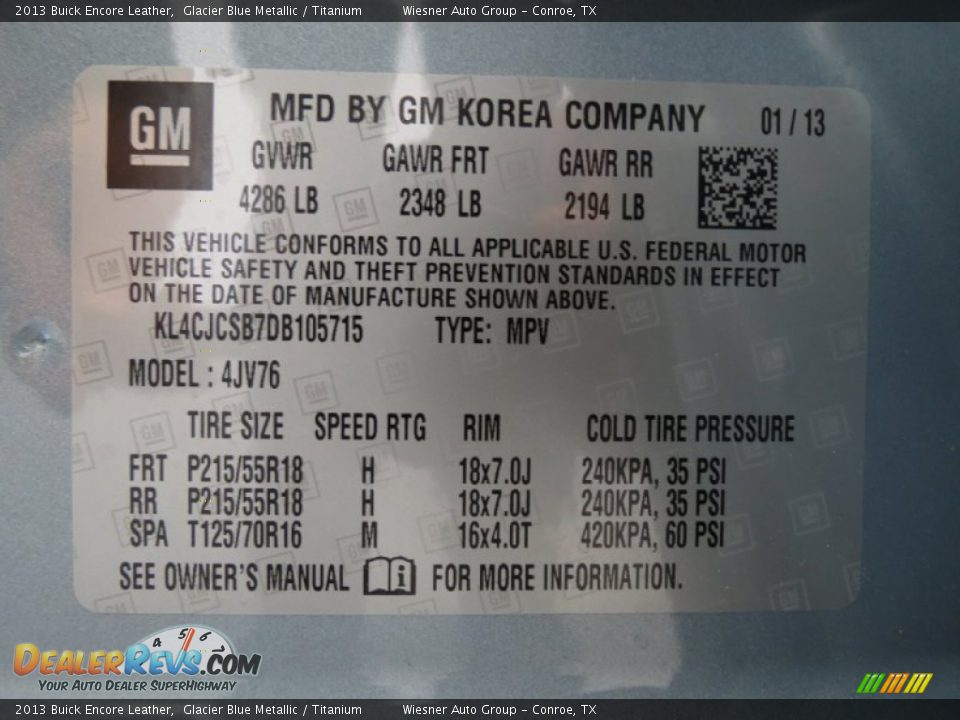 2013 Buick Encore Leather,  Glacier Blue Metallic / Titanium    Wiesner Auto Group - Conroe, TX
GM
MFD BY GM KOREA COMPANY    01 / 13
GVWR    GAWR FRT    GAWR RR
4286 LB    2348 LB    2194 LB
THIS VEHICLE CONFORMS TO ALL APPLICABLE U.S. FEDERAL MOTOR
VEHICLE SAFETY AND THEFT PREVENTION STANDARDS IN EFFECT
ON THE DATE OF MANUFACTURE SHOWN ABOVE.
KL4CJCSB7DB105715    TYPE: MPV
MODEL : 4JV76
TIRE SIZE    SPEED RTG    RIM    COLD TIRE PRESSURE
FRT    P215/55R18    H    18x7.0J    240KPA, 35 PSI
RR    P215/55R18    H    18x7.0J    240KPA, 35 PSI
SPA    T125/70R16    M    16x4.0T    420KPA, 60 PSI
SEE OWNER'S MANUAL i FOR MORE INFORMATION.
4 5 6
DEALERREVS.COM
YOUR AUTO DEALER SUPERHIGHWAY
2013 Buick Encore Leather,  Glacier Blue Metallic / Titanium    Wiesner Auto Group - Conroe, TX